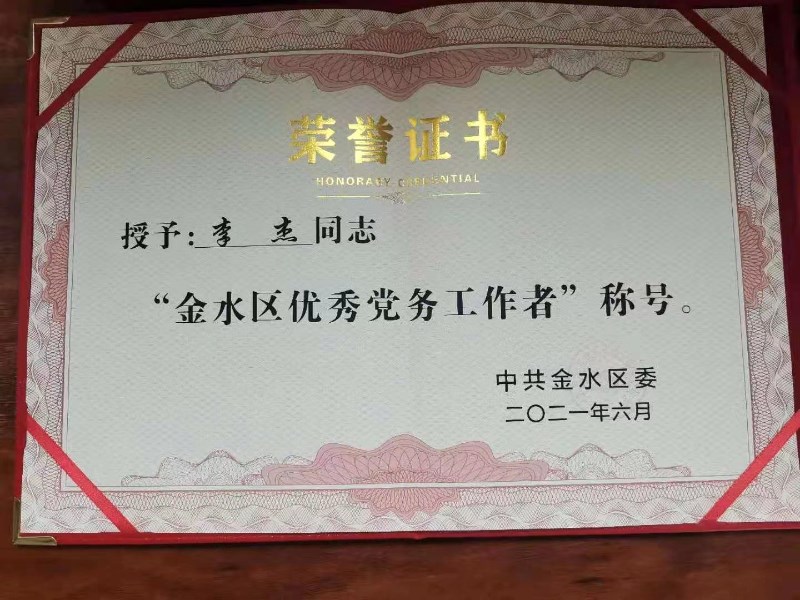 荣誉证书
HONORARY CREDENTIAL
授予：李 杰同志
“金水区优秀党务工作者”称号。
中共金水区委
二〇二一年六月